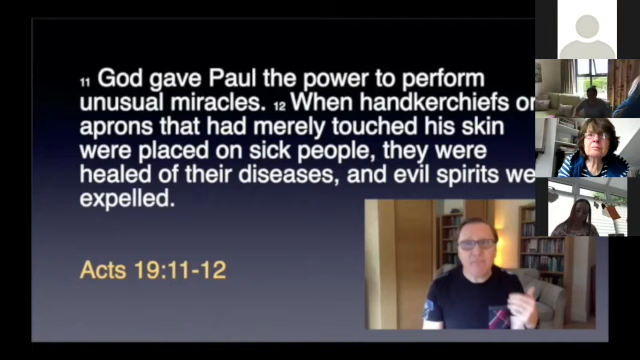 11 God gave Paul the power to perform
unusual miracles. 12 When handkerchiefs or
aprons that had merely touched his skin
were placed on sick people, they were
healed of their diseases, and evil spirits we
expelled.
Acts 19:11-12